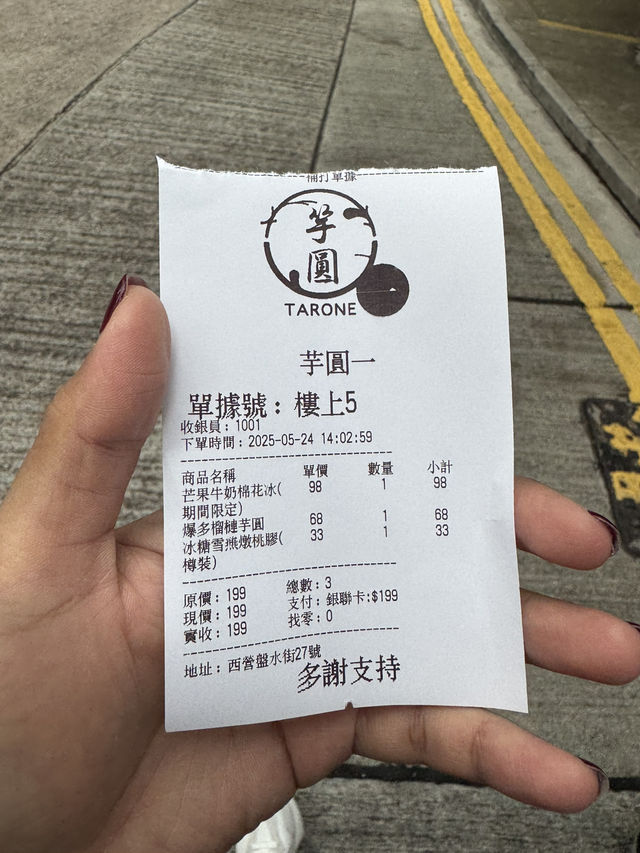 補打單據
芋
圓
一
TARONE
芋圓一
單據號：樓上5
收銀員：1001
下單時間：2025-05-24 14:02:59
商品名稱 單價 數量 小計
芒果牛奶棉花冰( 98 1 98
期間限定)
爆多榴槤芋圓 68 1 68
冰糖雪燕燉桃膠( 33 1 33
樽裝)
原價：199 總數：3
現價：199 支付：銀聯卡:$199
實收：199 找零：0
地址：西營盤水街27號
多謝支持